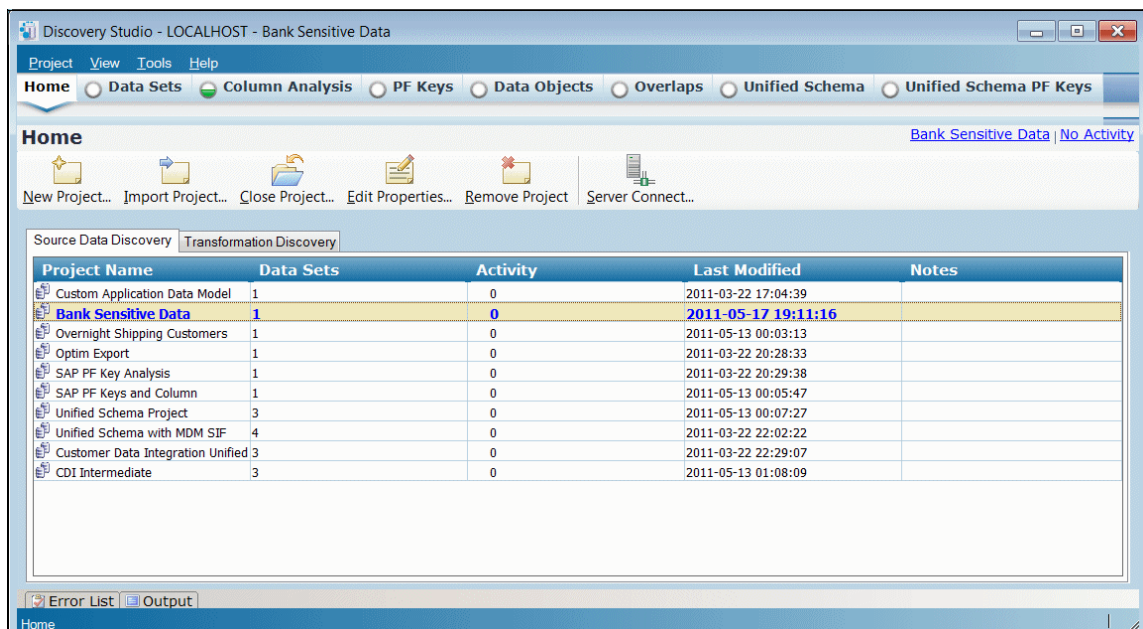 Discovery Studio - LOCALHOST - Bank Sensitive Data
Project View Tools Help
Home Data Sets Column Analysis PF Keys Data Objects Overlaps Unified Schema Unified Schema PF Keys
Home Bank Sensitive Data | No Activity
New Project... Import Project... Close Project... Edit Properties... Remove Project Server Connect...
Source Data Discovery Transformation Discovery
Project Name Data Sets Activity Last Modified Notes
Custom Application Data Model 1 0 2011-03-22 17:04:39
Bank Sensitive Data 1 0 2011-05-17 19:11:16
Overnight Shipping Customers 1 0 2011-05-13 00:03:13
Optim Export 1 0 2011-03-22 20:28:33
SAP PF Key Analysis 1 0 2011-03-22 20:29:38
SAP PF Keys and Column 1 0 2011-05-13 00:05:47
Unified Schema Project 3 0 2011-05-13 00:07:27
Unified Schema with MDM SIF 4 0 2011-03-22 22:02:22
Customer Data Integration Unified 3 0 2011-03-22 22:29:07
CDI Intermediate 3 0 2011-05-13 01:08:09
Error List Output
Home